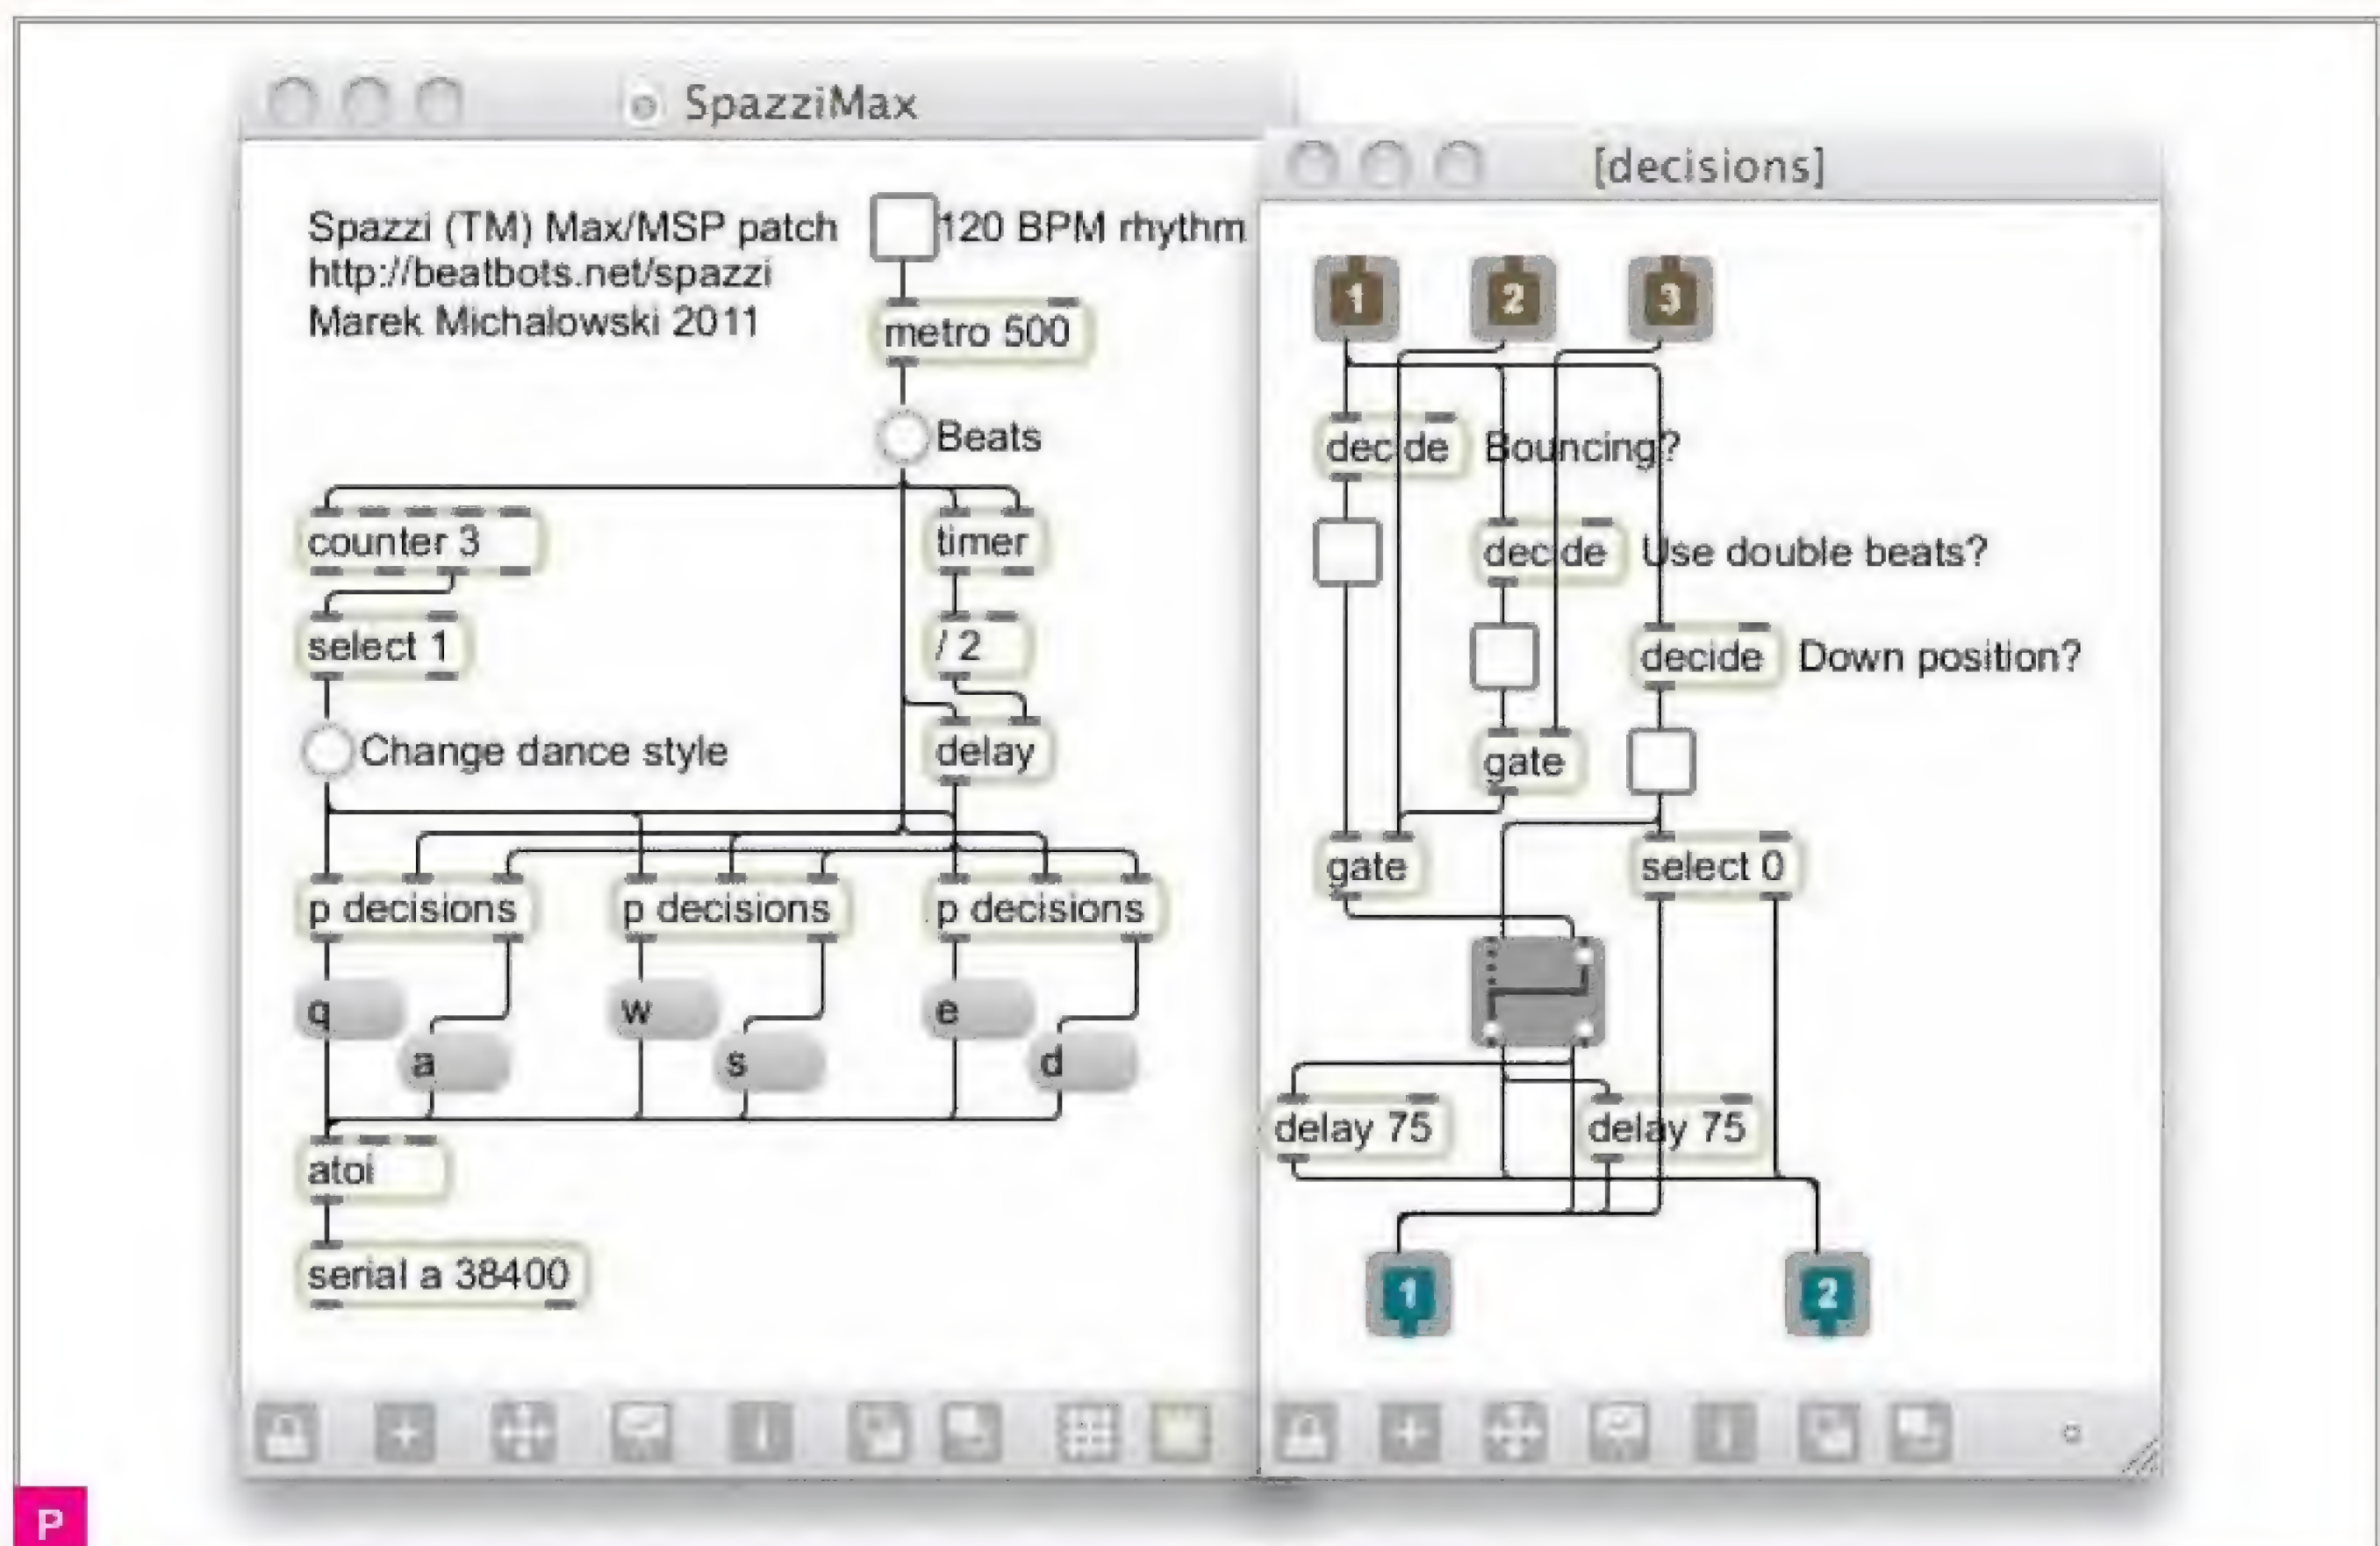 SpazziMax
Spazzi (TM) Max/MSP patch
http://beatbots.net/spazzi
Marek Michalowski 2011
120 BPM rhythm
metro 500
Beats
counter 3
timer
select 1
/ 2
Change dance style
delay
p decisions
p decisions
p decisions
q
w
e
a
s
d
atoi
serial a 38400
[decisions]
1
2
3
decide
Bouncing?
decide
Use double beats?
decide
Down position?
gate
gate
select 0
delay 75
delay 75
1
2
P